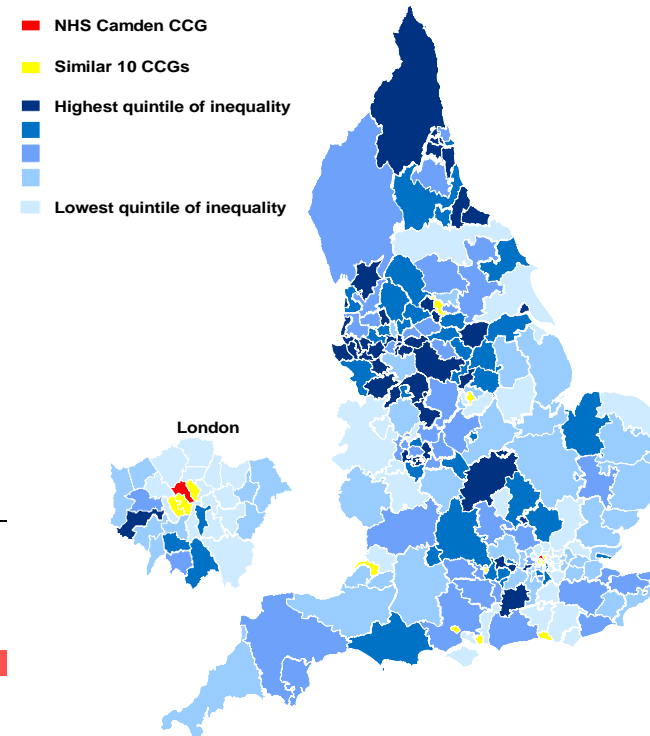 NHS Camden CCG
Similar 10 CCGs
Highest quintile of inequality
Lowest quintile of inequality
London